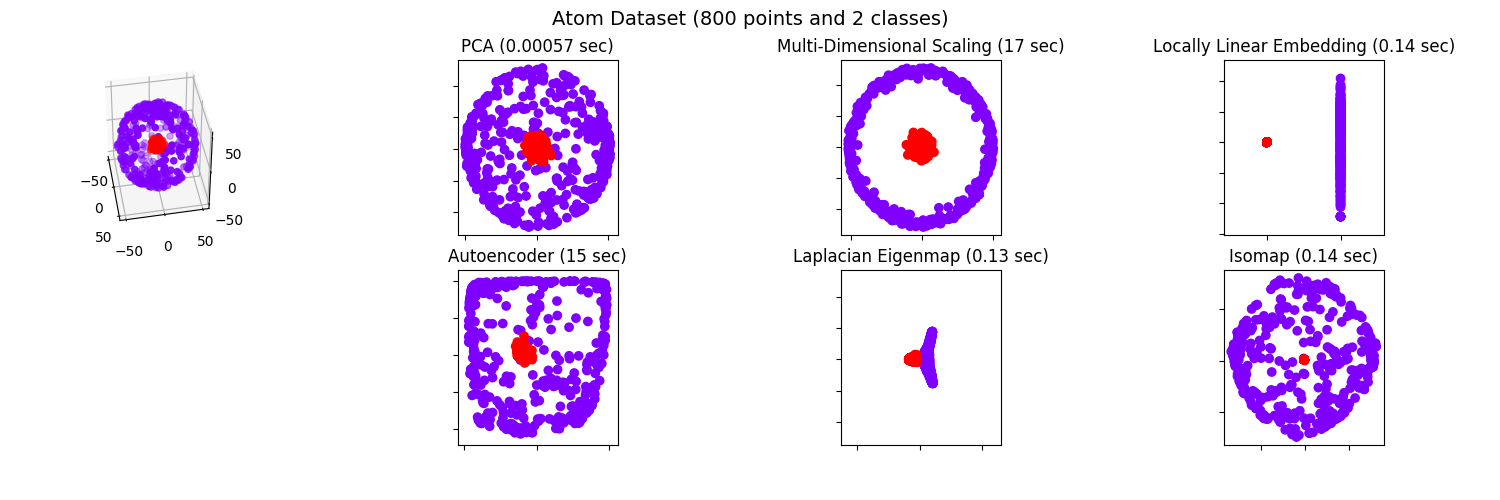 Atom Dataset (800 points and 2 classes)
PCA (0.00057 sec)
Multi-Dimensional Scaling (17 sec)
Locally Linear Embedding (0.14 sec)
50
0
−50
−50
0
50
−50
0
50
Autoencoder (15 sec)
Laplacian Eigenmap (0.13 sec)
Isomap (0.14 sec)